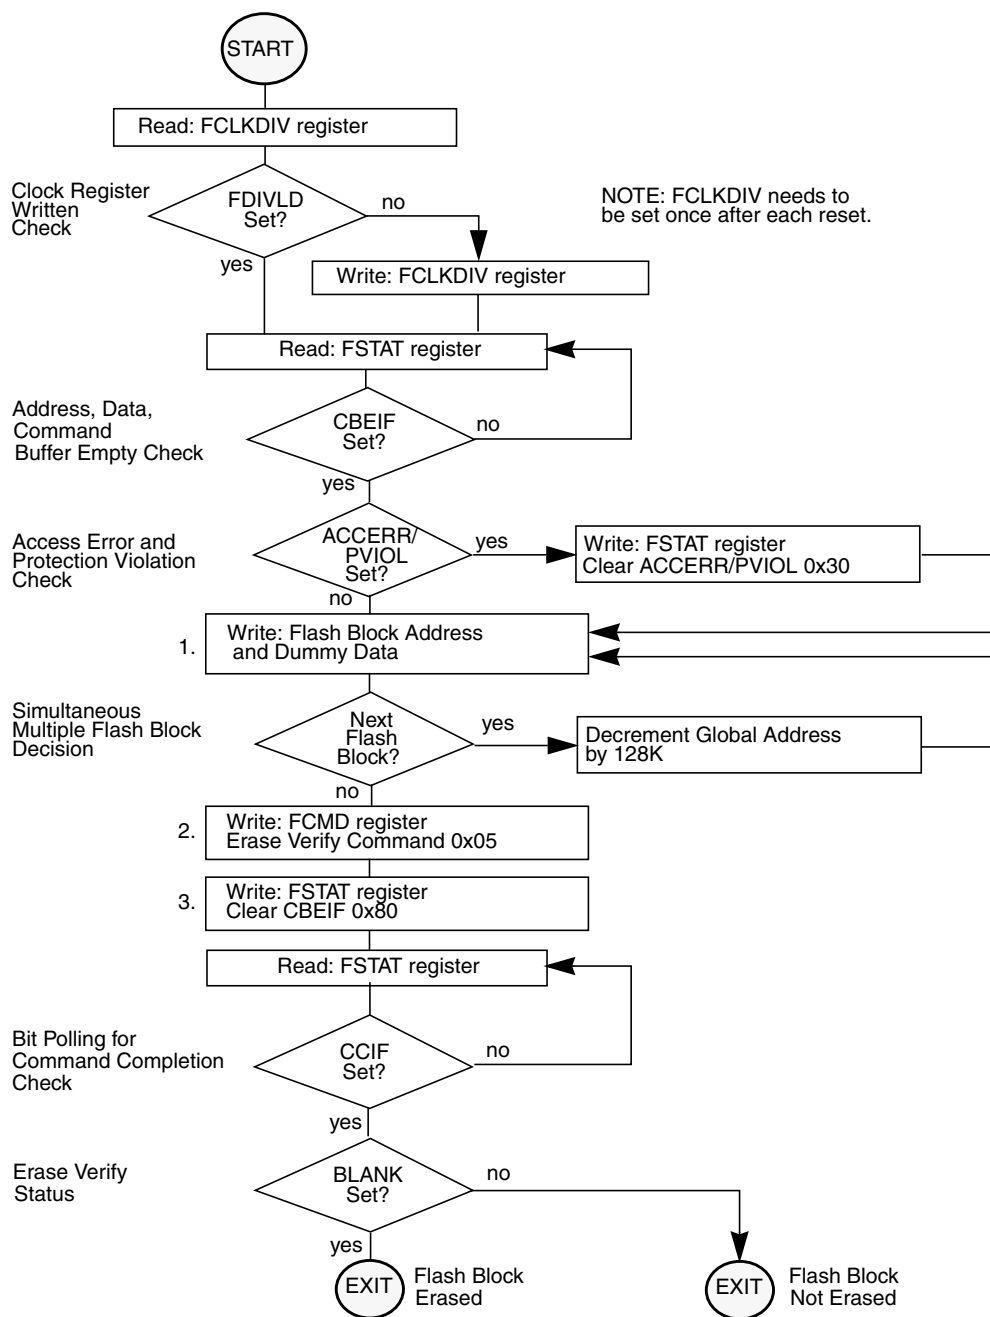 START
Read: FCLKDIV register
Clock Register
Written
Check
FDIVLD
Set?
no
yes
NOTE: FCLKDIV needs to
be set once after each reset.
Write: FCLKDIV register
Read: FSTAT register
Address, Data,
Command
Buffer Empty Check
CBEIF
Set?
no
yes
Access Error and
Protection Violation
Check
ACCERR/
PVIOL
Set?
yes
no
Write: FSTAT register
Clear ACCERR/PVIOL 0x30
1.
Write: Flash Block Address
and Dummy Data
Simultaneous
Multiple Flash Block
Decision
Next
Flash
Block?
yes
no
Decrement Global Address
by 128K
2.
Write: FCMD register
Erase Verify Command 0x05
3.
Write: FSTAT register
Clear CBEIF 0x80
Read: FSTAT register
Bit Polling for
Command Completion
Check
CCIF
Set?
no
yes
Erase Verify
Status
BLANK
Set?
no
yes
EXIT
Flash Block
Erased
EXIT
Flash Block
Not Erased